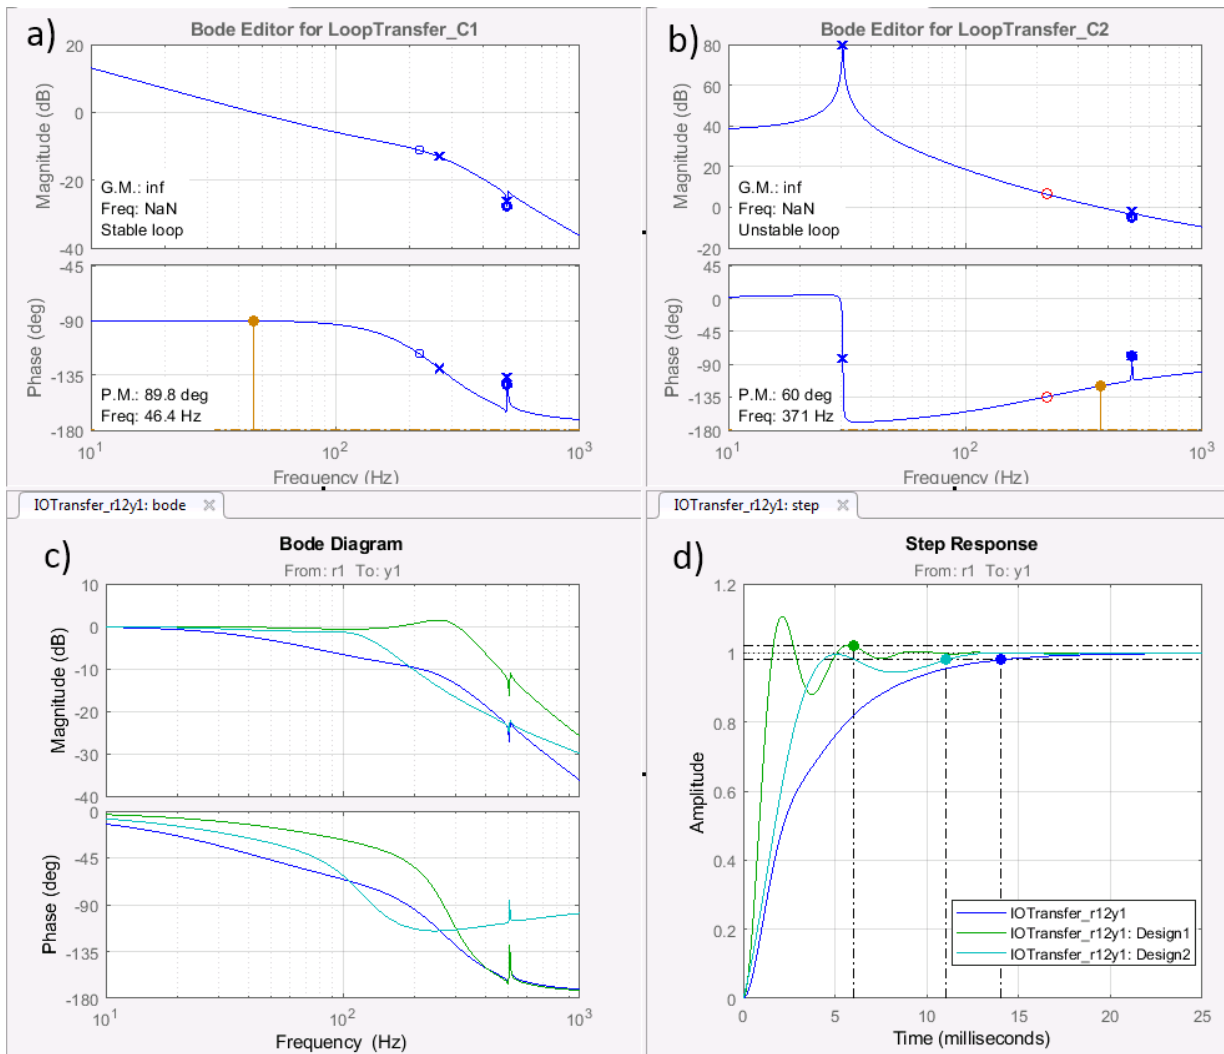 a)
Bode Editor for LoopTransfer_C1
20
0
-20
-40
Magnitude (dB)
G.M.: inf
Freq: NaN
Stable loop
-45
-90
-135
-180
Phase (deg)
P.M.: 89.8 deg
Freq: 46.4 Hz
10^1
10^2
10^3
Frequency (Hz)
b)
Bode Editor for LoopTransfer_C2
80
60
40
20
0
-20
Magnitude (dB)
G.M.: inf
Freq: NaN
Unstable loop
45
0
-45
-90
-135
-180
Phase (deg)
P.M.: 60 deg
Freq: 371 Hz
10^1
10^2
10^3
Frequency (Hz)
IOTransfer_r12y1: bode
c)
Bode Diagram
From: r1 To: y1
10
0
-10
-20
-30
-40
Magnitude (dB)
0
-45
-90
-135
-180
Phase (deg)
10^1
10^2
10^3
Frequency (Hz)
IOTransfer_r12y1: step
d)
Step Response
From: r1 To: y1
1.2
1
0.8
0.6
0.4
0.2
0
Amplitude
IOTransfer_r12y1
IOTransfer_r12y1: Design1
IOTransfer_r12y1: Design2
0
5
10
15
20
25
Time (milliseconds)